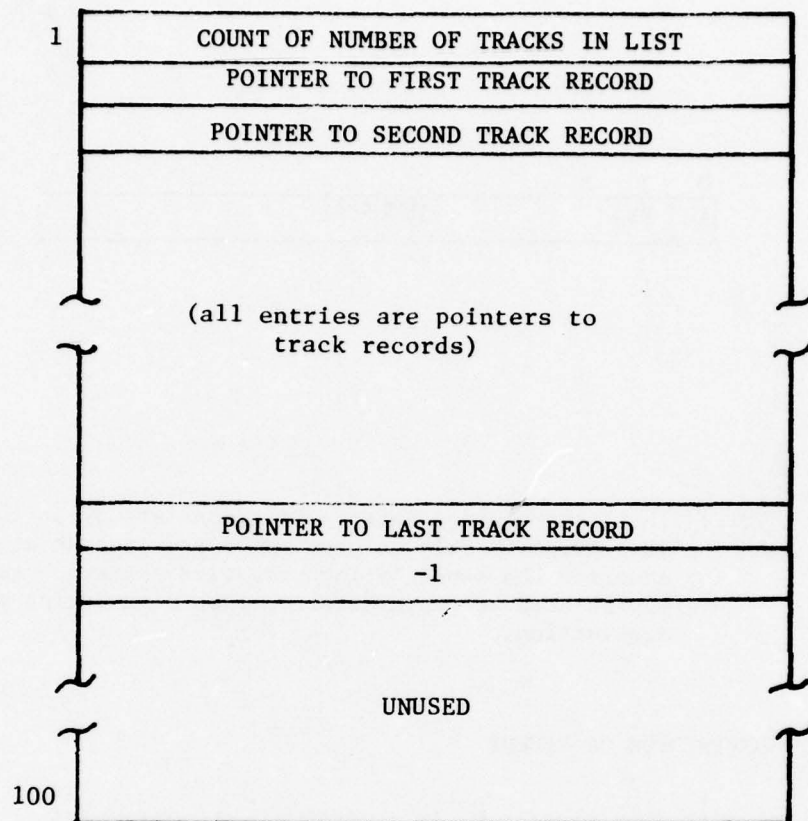 1
COUNT OF NUMBER OF TRACKS IN LIST
POINTER TO FIRST TRACK RECORD
POINTER TO SECOND TRACK RECORD
(all entries are pointers to
track records)
POINTER TO LAST TRACK RECORD
-1
UNUSED
100